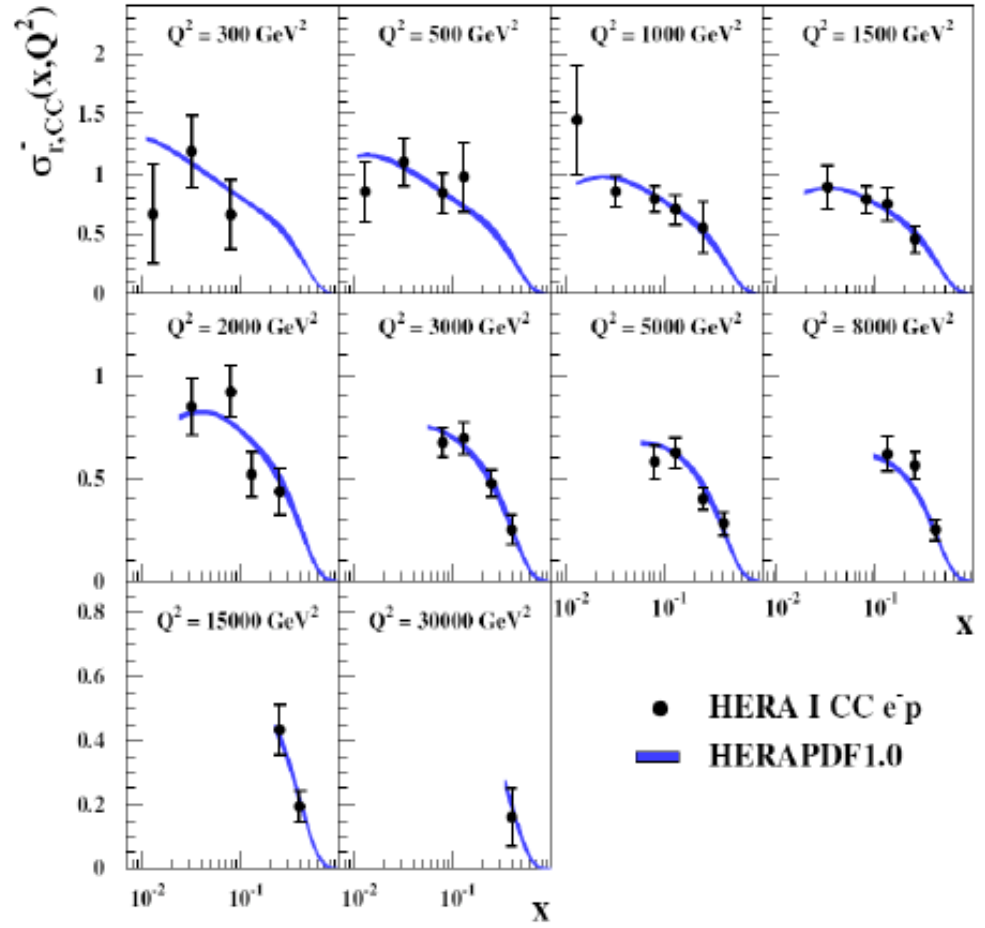 σ⁻r,CC(x,Q²)
Q² = 300 GeV²
Q² = 500 GeV²
Q² = 1000 GeV²
Q² = 1500 GeV²
2
1.5
1
0.5
0
Q² = 2000 GeV²
Q² = 3000 GeV²
Q² = 5000 GeV²
Q² = 8000 GeV²
1
0.5
0
10⁻² 10⁻¹ 10⁻² 10⁻¹
x
Q² = 15000 GeV²
Q² = 30000 GeV²
0.8
0.6
0.4
0.2
0
HERA I CC e⁻p
HERAPDF1.0
10⁻² 10⁻¹ 10⁻² 10⁻¹
x